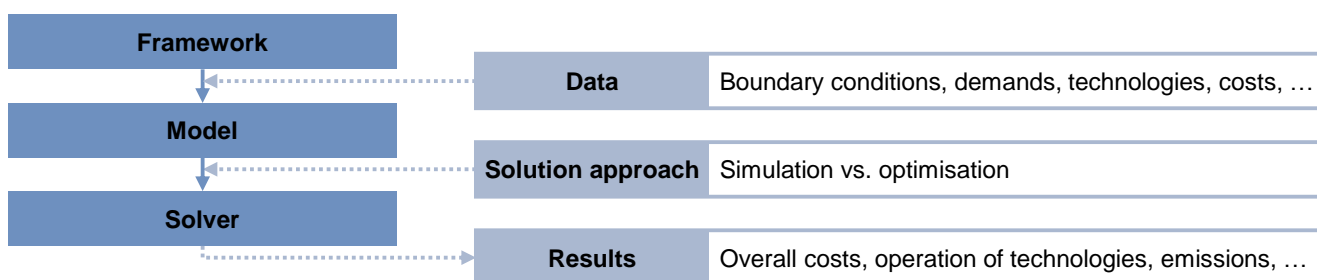 Framework
Data Boundary conditions, demands, technologies, costs, …
Model
Solution approach Simulation vs. optimisation
Solver
Results Overall costs, operation of technologies, emissions, …